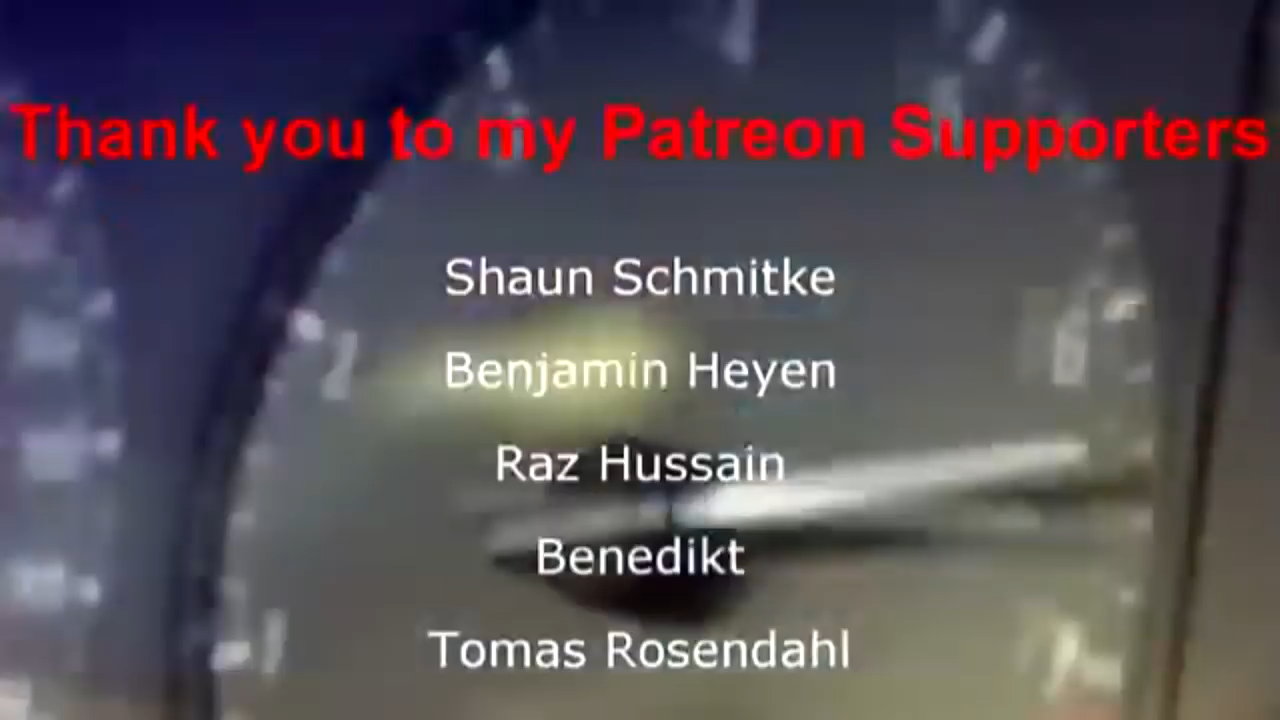 Thank you to my Patreon Supporters
Shaun Schmitke
Benjamin Heyen
Raz Hussain
Benedikt
Tomas Rosendahl